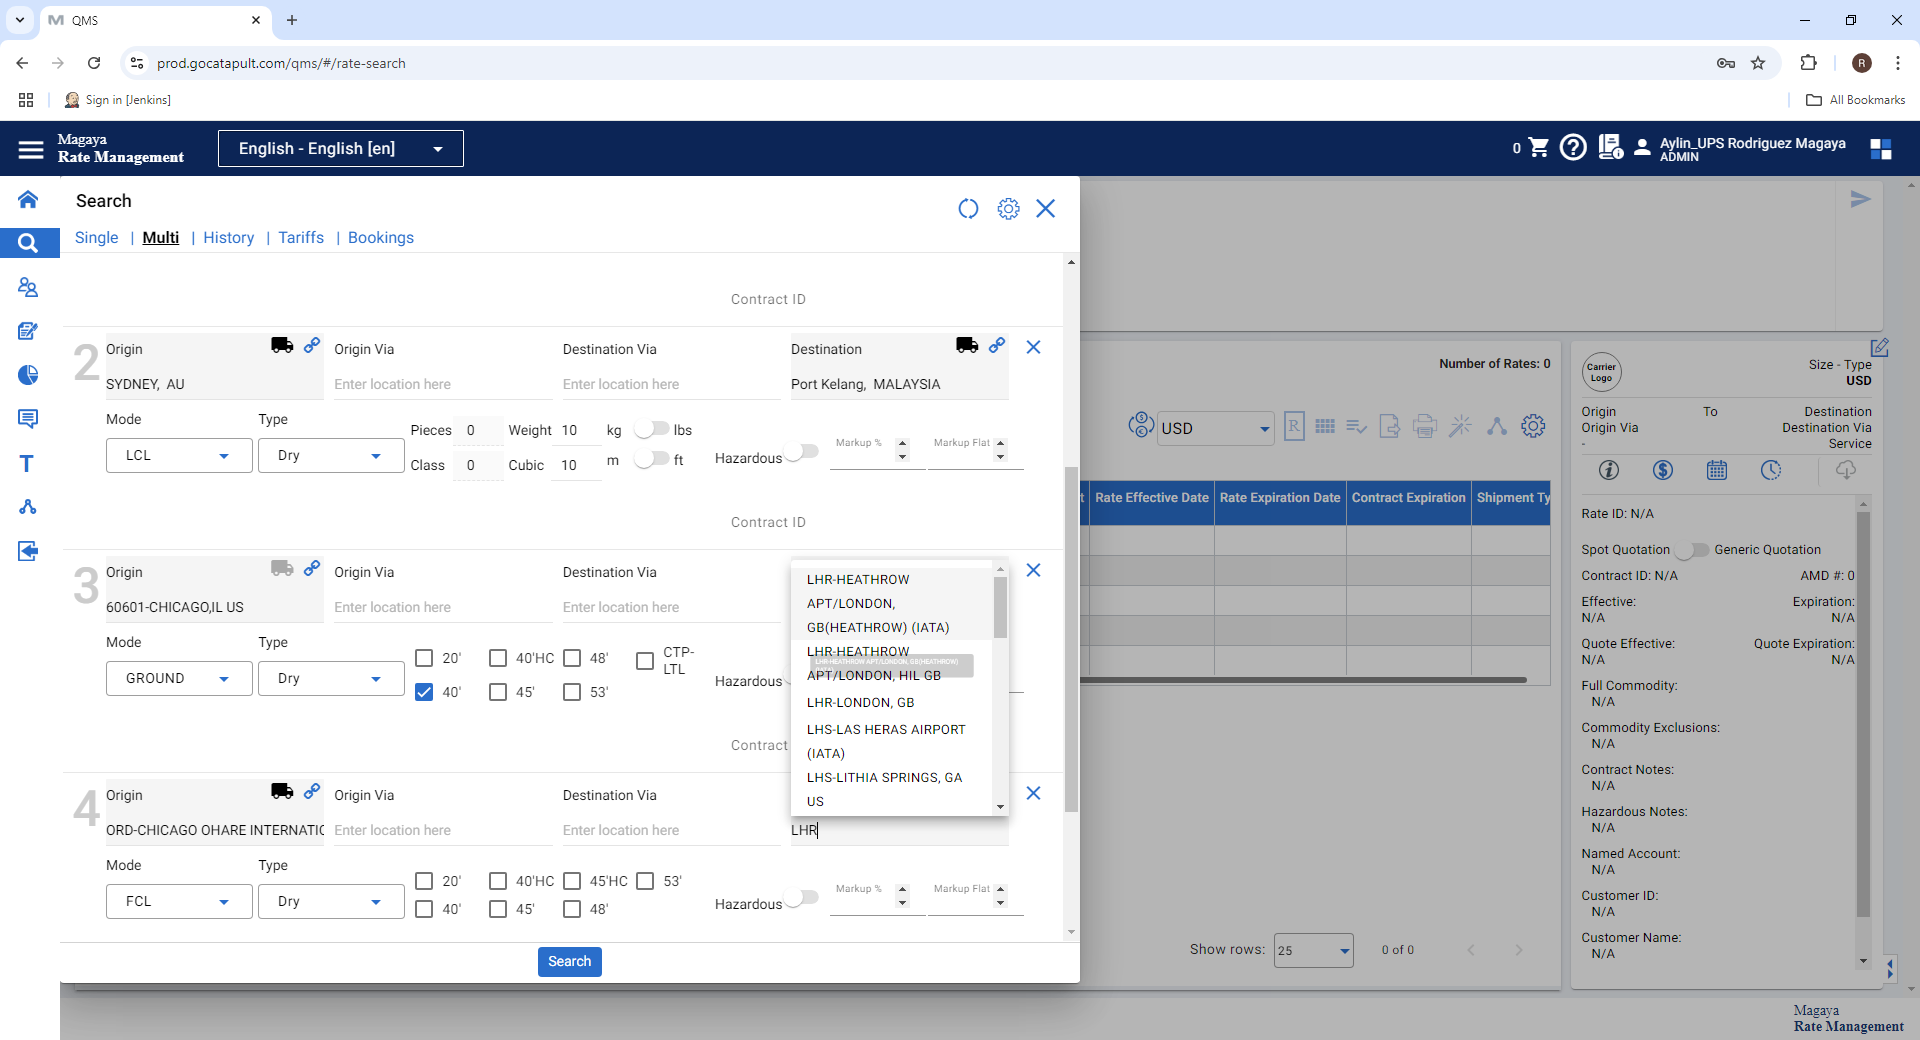 QMS
prod.gocatapult.com/qms/#/rate-search
R
Sign in [Jenkins]
All Bookmarks
Magaya
Rate Management
English - English [en]
0
Aylin_UPS Rodriguez Magaya
ADMIN
Search
Single | Multi | History | Tariffs | Bookings
Contract ID
2
Origin
Origin Via
Destination Via
Destination
SYDNEY, AU
Enter location here
Enter location here
Port Kelang, MALAYSIA
Mode
Type
LCL
Dry
Pieces 0 Weight 10 kg lbs
Class 0 Cubic 10 m ft
Hazardous
Markup %
Markup Flat
Contract ID
3
Origin
Origin Via
Destination Via
60601-CHICAGO,IL US
Enter location here
Enter location here
Mode
Type
GROUND
Dry
20' 40'HC 48' CTP-LTL
40' 45' 53'
Hazardous
Contract
LHR-HEATHROW
APT/LONDON,
GB(HEATHROW) (IATA)
LHR-HEATHROW
APT/LONDON, HIL GB
LHR-HEATHROW APT/LONDON, GB(HEATHROW)
LHR-LONDON, GB
LHS-LAS HERAS AIRPORT
(IATA)
LHS-LITHIA SPRINGS, GA
US
4
Origin
Origin Via
Destination Via
ORD-CHICAGO OHARE INTERNATIO
Enter location here
Enter location here
LHR
Mode
Type
FCL
Dry
20' 40'HC 45'HC 53'
40' 45' 48'
Hazardous
Markup %
Markup Flat
Search
Number of Rates: 0
USD
R
t
Rate Effective Date
Rate Expiration Date
Contract Expiration
Shipment Ty
Show rows: 25 0 of 0
Carrier
Logo
Size - Type
USD
Origin To Destination
Origin Via Destination Via
- Service
Rate ID: N/A
Spot Quotation Generic Quotation
Contract ID: N/A AMD #: 0
Effective: Expiration:
N/A N/A
Quote Effective: Quote Expiration:
N/A N/A
Full Commodity:
N/A
Commodity Exclusions:
N/A
Contract Notes:
N/A
Hazardous Notes:
N/A
Named Account:
N/A
Customer ID:
N/A
Customer Name:
N/A
Magaya
Rate Management